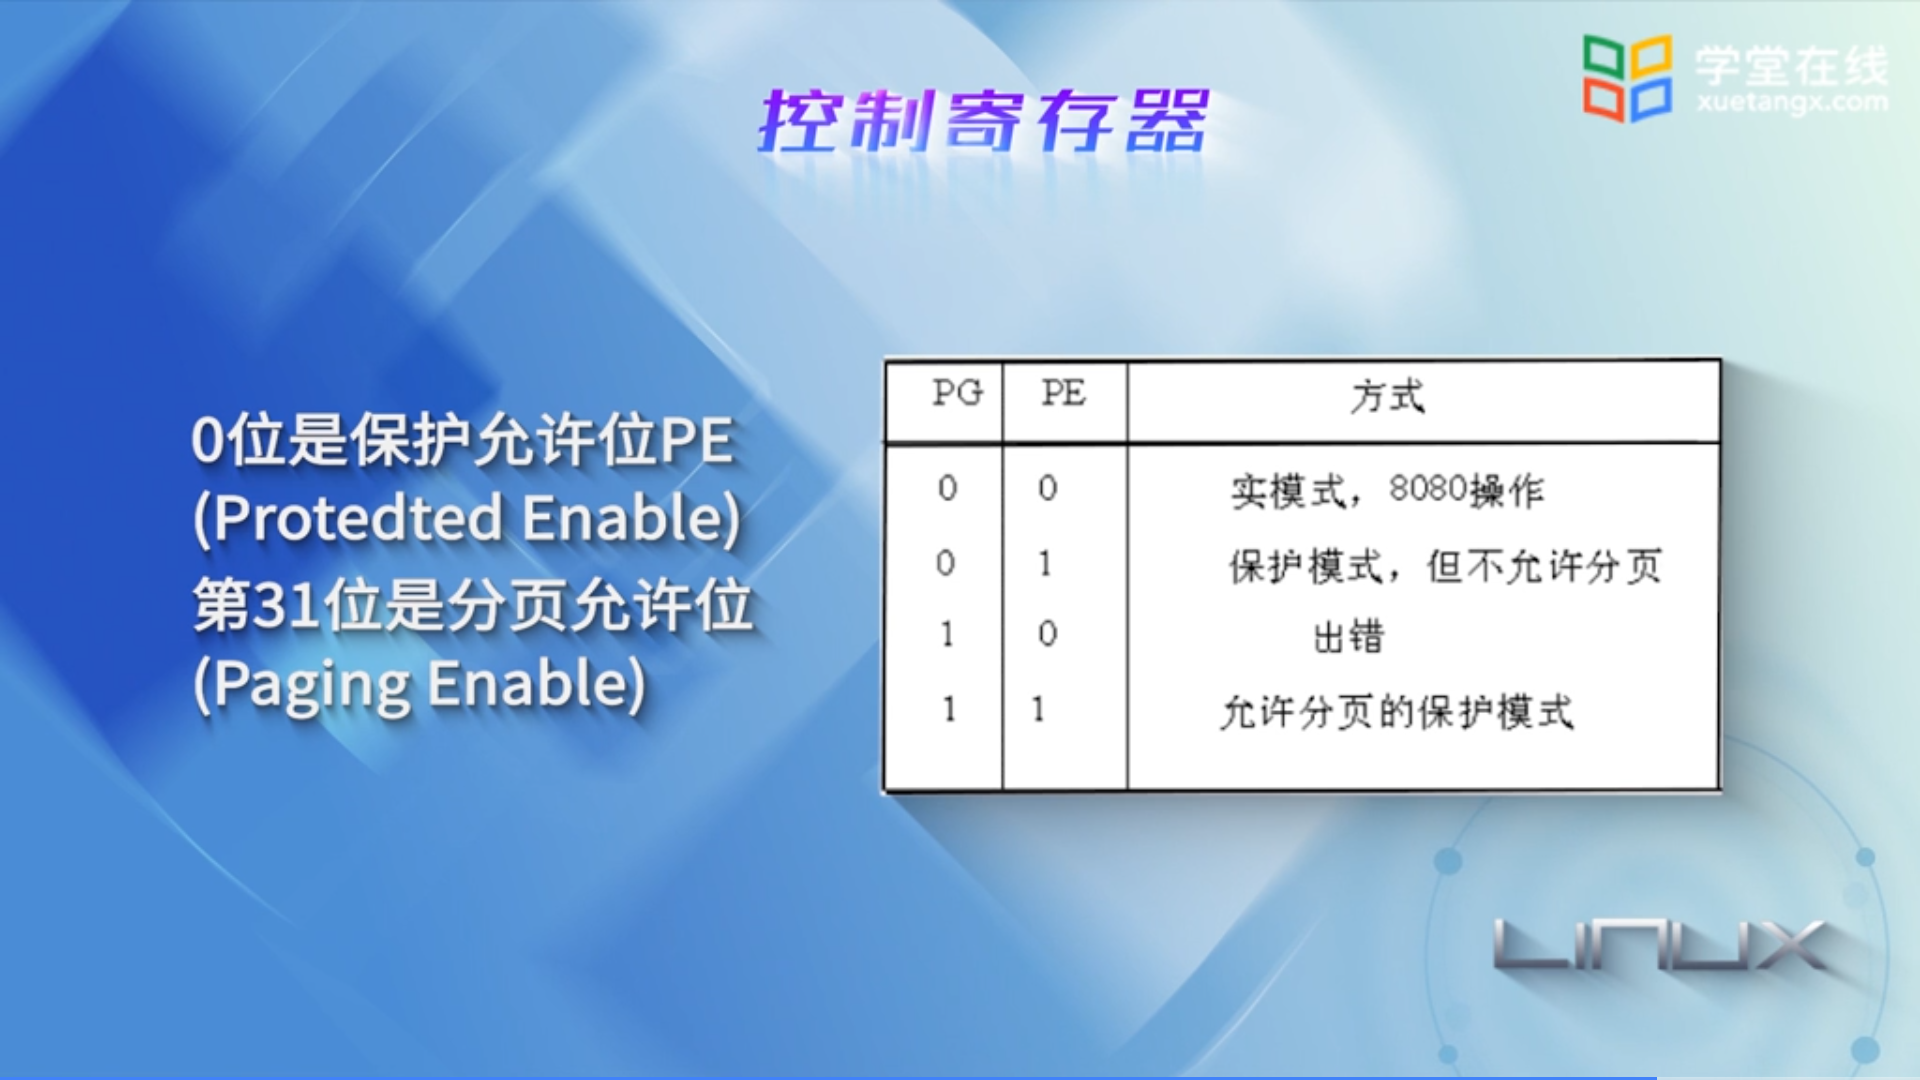 学堂在线
xuetangx.com
控制寄存器
0位是保护允许位PE
(Protedted Enable)
第31位是分页允许位
(Paging Enable)
PG PE 方式
0 0 实模式，8080操作
0 1 保护模式，但不允许分页
1 0 出错
1 1 允许分页的保护模式
LINUX